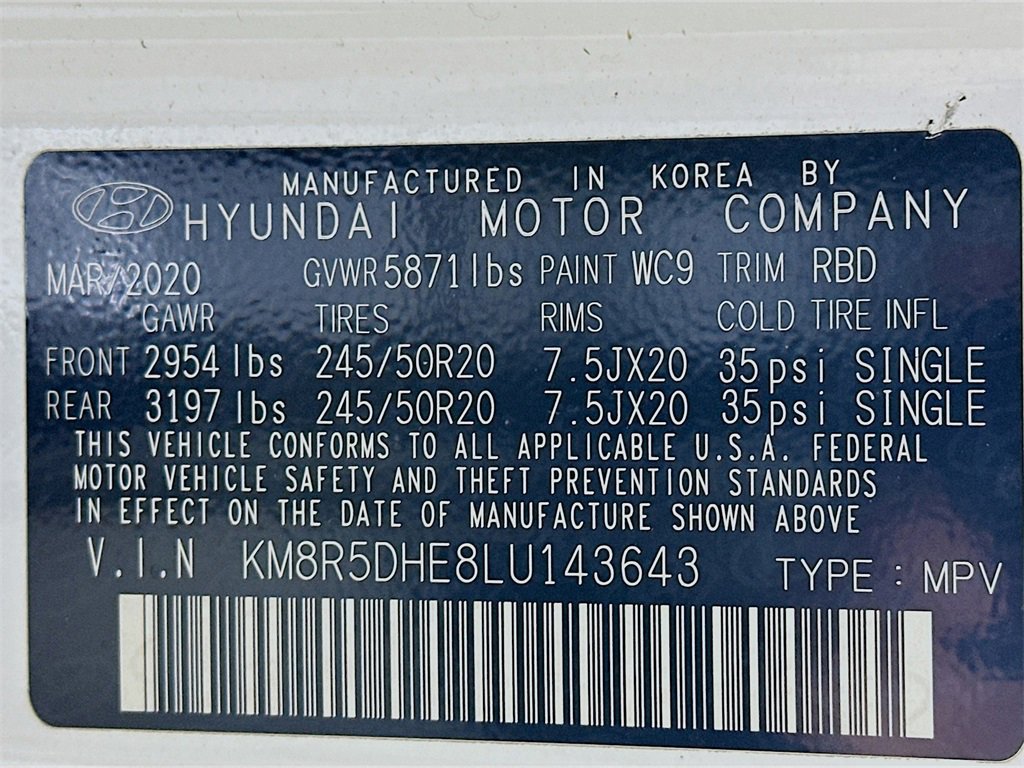 MANUFACTURED IN KOREA BY
HYUNDAI MOTOR COMPANY
MAR/2020 GVWR 5871lbs PAINT WC9 TRIM RBD
GAWR TIRES RIMS COLD TIRE INFL
FRONT 2954 lbs 245/50R20 7.5JX20 35psi SINGLE
REAR 3197 lbs 245/50R20 7.5JX20 35psi SINGLE
THIS VEHICLE CONFORMS TO ALL APPLICABLE U.S.A. FEDERAL
MOTOR VEHICLE SAFETY AND THEFT PREVENTION STANDARDS
IN EFFECT ON THE DATE OF MANUFACTURE SHOWN ABOVE
V.I.N KM8R5DHE8LU143643 TYPE : MPV